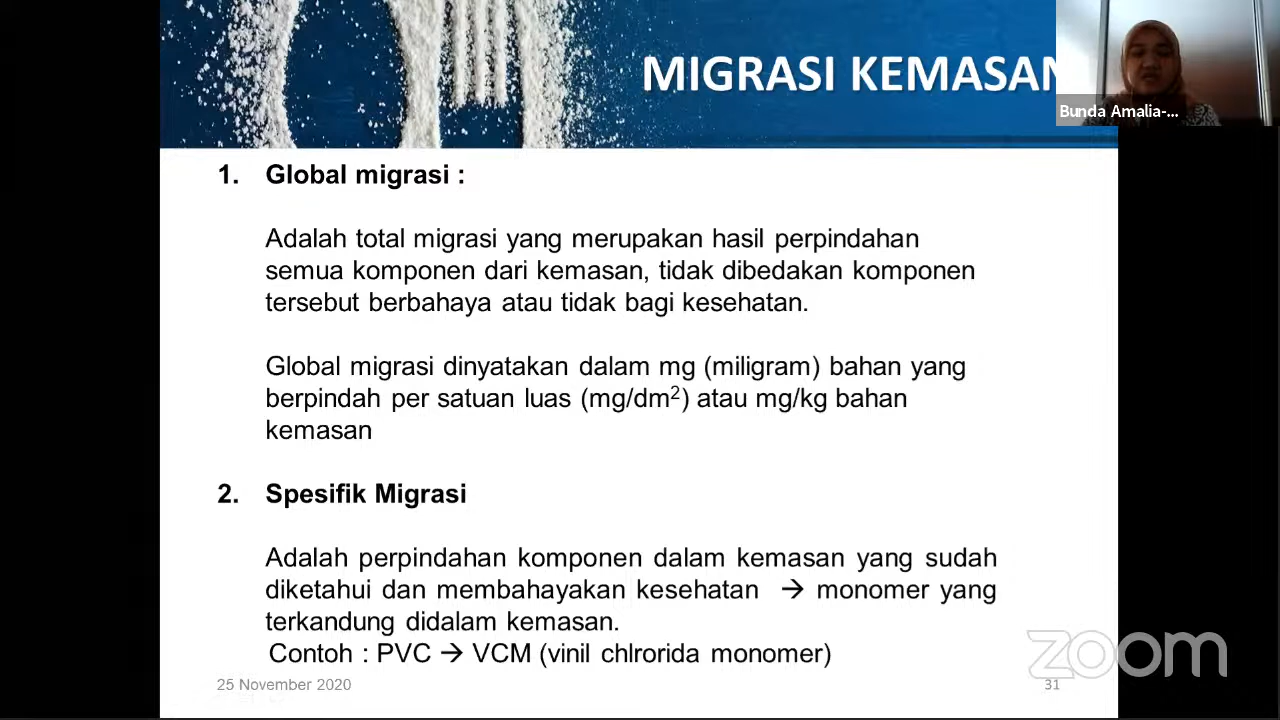 MIGRASI KEMASAN
Bunda Amalia-...
1. Global migrasi :
Adalah total migrasi yang merupakan hasil perpindahan
semua komponen dari kemasan, tidak dibedakan komponen
tersebut berbahaya atau tidak bagi kesehatan.
Global migrasi dinyatakan dalam mg (miligram) bahan yang
berpindah per satuan luas (mg/dm²) atau mg/kg bahan
kemasan
2. Spesifik Migrasi
Adalah perpindahan komponen dalam kemasan yang sudah
diketahui dan membahayakan kesehatan → monomer yang
terkandung didalam kemasan.
Contoh : PVC → VCM (vinil chlrorida monomer)
zoom
25 November 2020
31